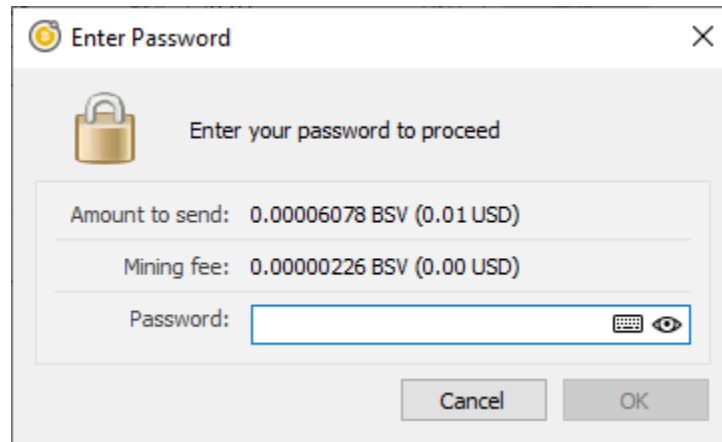 Enter Password
Enter your password to proceed
Amount to send: 0.00006078 BSV (0.01 USD)
Mining fee: 0.00000226 BSV (0.00 USD)
Password:
Cancel OK